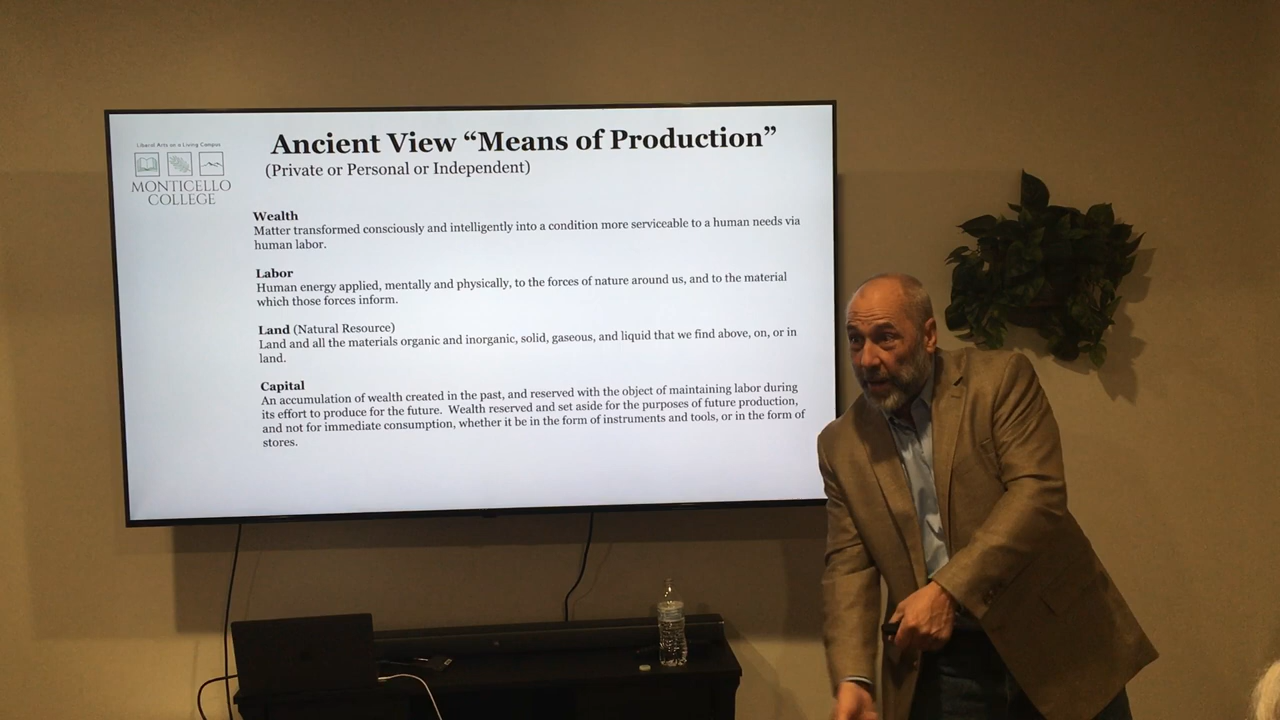 Liberal Arts on a Living Campus
MONTICELLO
COLLEGE
Ancient View “Means of Production”
(Private or Personal or Independent)
Wealth
Matter transformed consciously and intelligently into a condition more serviceable to a human needs via
human labor.
Labor
Human energy applied, mentally and physically, to the forces of nature around us, and to the material
which those forces inform.
Land (Natural Resource)
Land and all the materials organic and inorganic, solid, gaseous, and liquid that we find above, on, or in
land.
Capital
An accumulation of wealth created in the past, and reserved with the object of maintaining labor during
its effort to produce for the future.  Wealth reserved and set aside for the purposes of future production,
and not for immediate consumption, whether it be in the form of instruments and tools, or in the form of
stores.